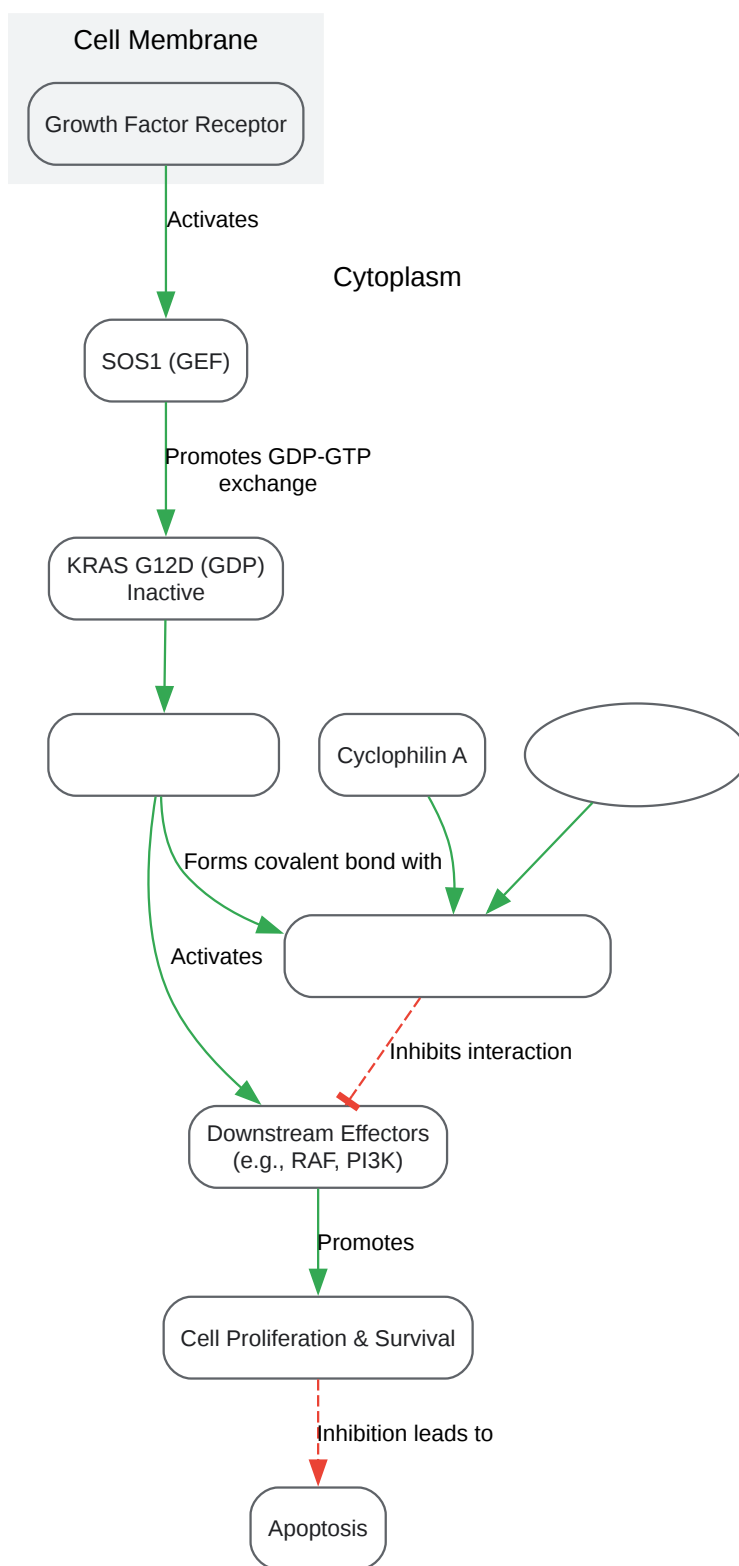 Cell Membrane
Growth Factor Receptor
Activates
Cytoplasm
SOS1 (GEF)
Promotes GDP-GTP
exchange
KRAS G12D (GDP)
Inactive
Cyclophilin A
Forms covalent bond with
Activates
Inhibits interaction
Downstream Effectors
(e.g., RAF, PI3K)
Promotes
Cell Proliferation & Survival
Inhibition leads to
Apoptosis